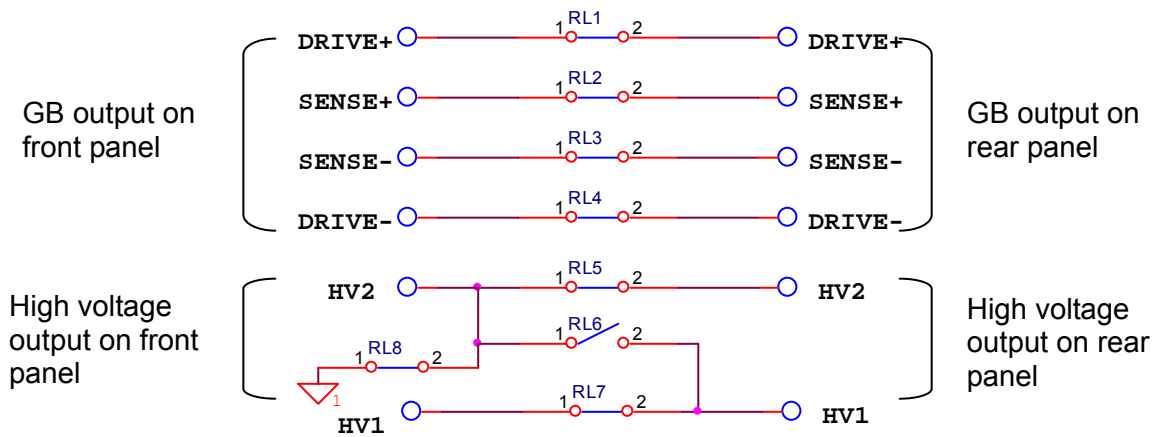 RL1
DRIVE+ 1 2 DRIVE+
RL2
SENSE+ 1 2 SENSE+
GB output on
front panel
GB output on
rear panel
RL3
SENSE- 1 2 SENSE-
RL4
DRIVE- 1 2 DRIVE-
RL5
HV2 1 2 HV2
High voltage
output on front
panel
High voltage
output on rear
panel
RL6
1 2
RL8
1 2
1
RL7
HV1 1 2 HV1